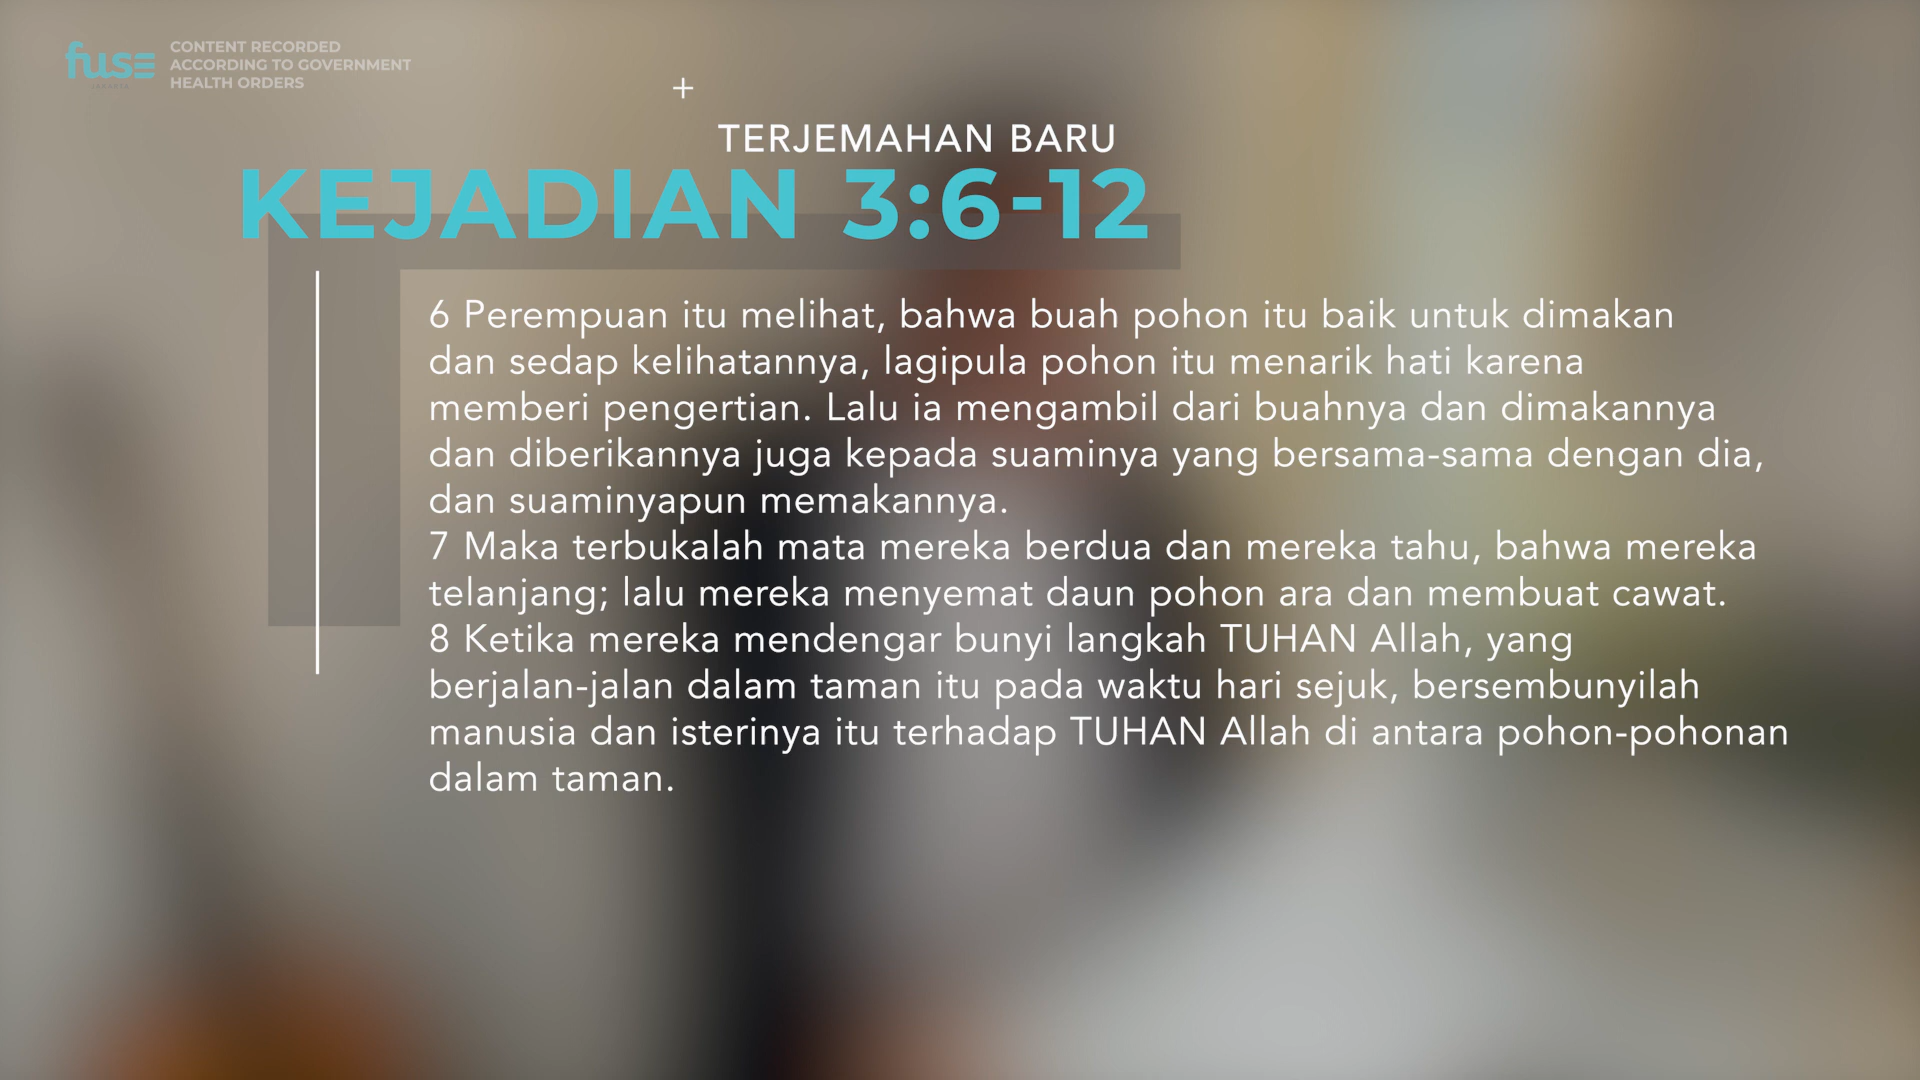 fuse
CONTENT RECORDED
ACCORDING TO GOVERNMENT
HEALTH ORDERS
TERJEMAHAN BARU
KEJADIAN 3:6-12
6 Perempuan itu melihat, bahwa buah pohon itu baik untuk dimakan
dan sedap kelihatannya, lagipula pohon itu menarik hati karena
memberi pengertian. Lalu ia mengambil dari buahnya dan dimakannya
dan diberikannya juga kepada suaminya yang bersama-sama dengan dia,
dan suaminyapun memakannya.
7 Maka terbukalah mata mereka berdua dan mereka tahu, bahwa mereka
telanjang; lalu mereka menyemat daun pohon ara dan membuat cawat.
8 Ketika mereka mendengar bunyi langkah TUHAN Allah, yang
berjalan-jalan dalam taman itu pada waktu hari sejuk, bersembunyilah
manusia dan isterinya itu terhadap TUHAN Allah di antara pohon-pohonan
dalam taman.